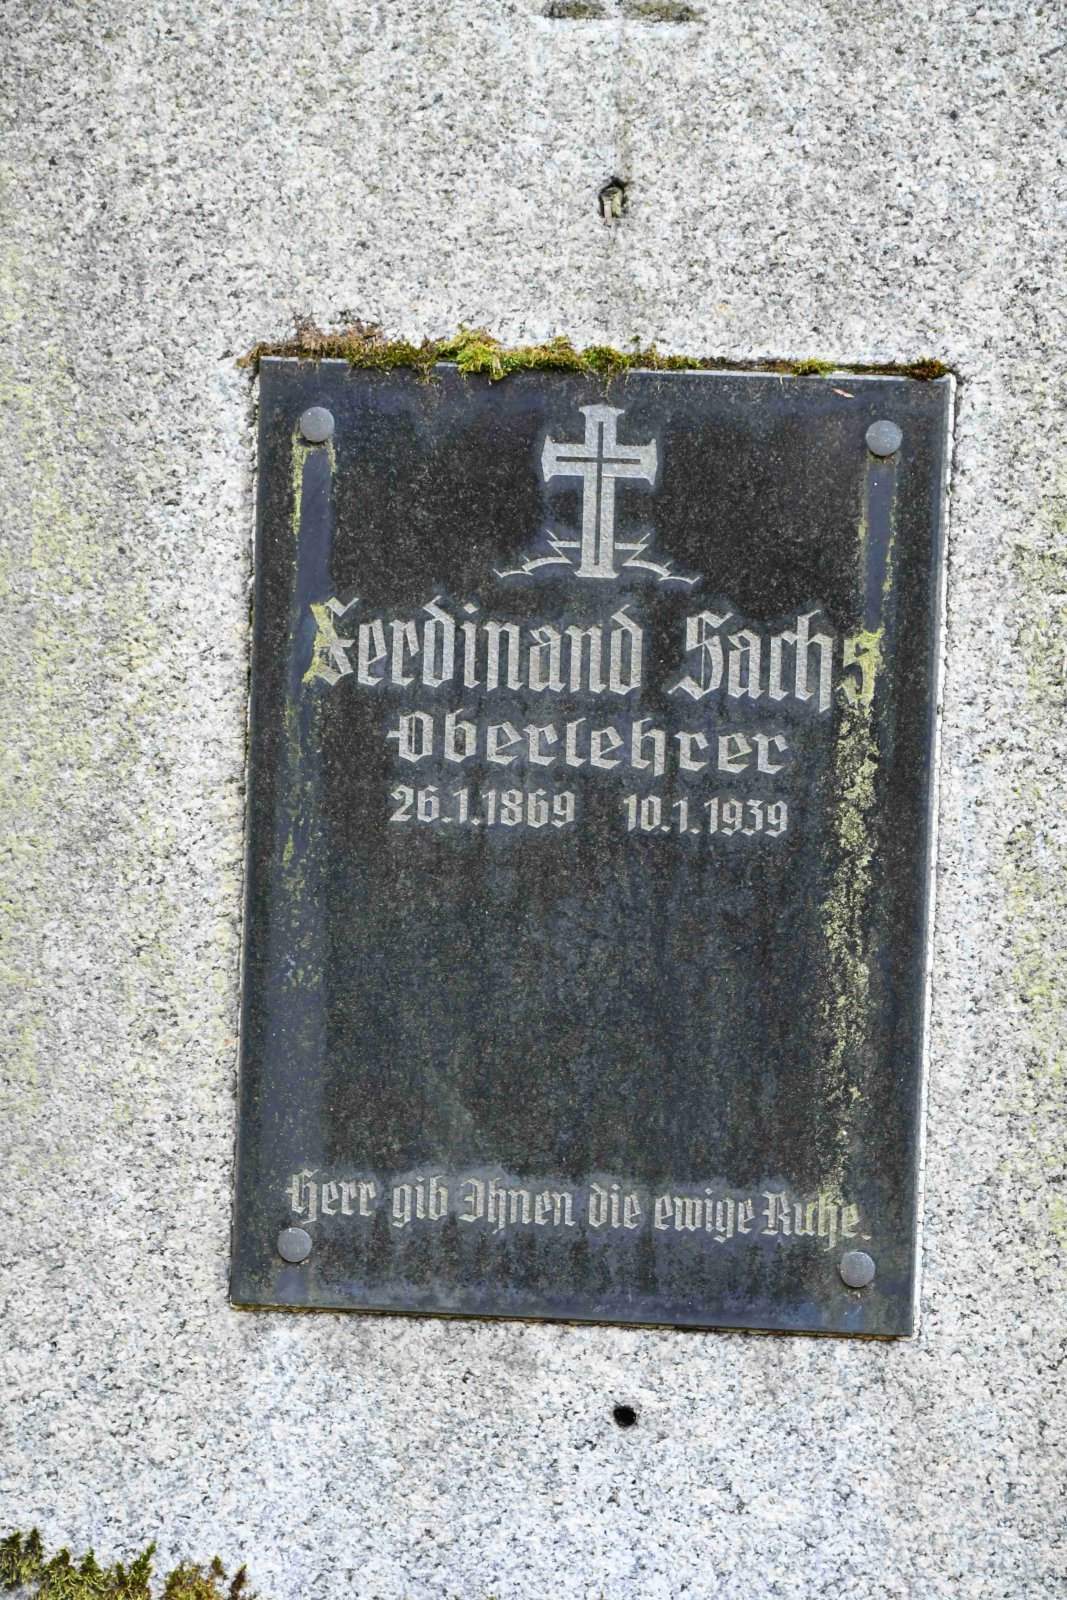 Ferdinand Sachs
Oberlehrer
26.1.1869 10.1.1939
Herr gib Ihnen die ewige Ruhe.